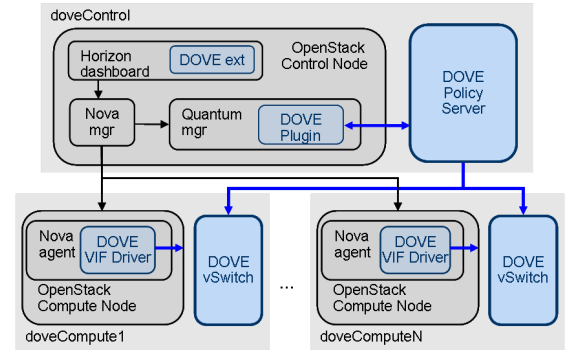 doveControl
Horizon
dashboard
DOVE ext
OpenStack
Control Node
Nova
mgr
Quantum
mgr
DOVE
Plugin
DOVE
Policy
Server
Nova
agent
DOVE
VIF Driver
OpenStack
Compute Node
DOVE
vSwitch
doveCompute1
...
Nova
agent
DOVE
VIF Driver
OpenStack
Compute Node
DOVE
vSwitch
doveComputeN